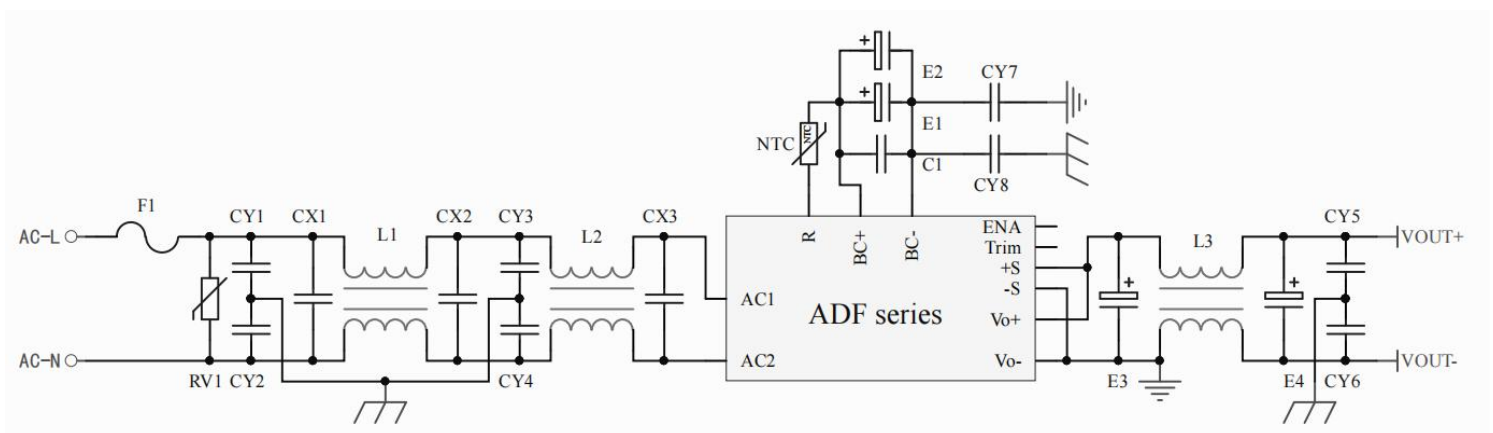 E2
CY7
E1
NTC
NTC
C1
CY8
F1
CY1
CX1
CX2
CY3
CX3
CY5
AC-L
L1
L2
L3
VOUT+
R
BC+
BC-
ENA
Trim
+S
-S
AC1
ADF series
Vo+
AC2
Vo-
AC-N
VOUT-
RV1
CY2
CY4
E3
E4
CY6
+
+
+
+